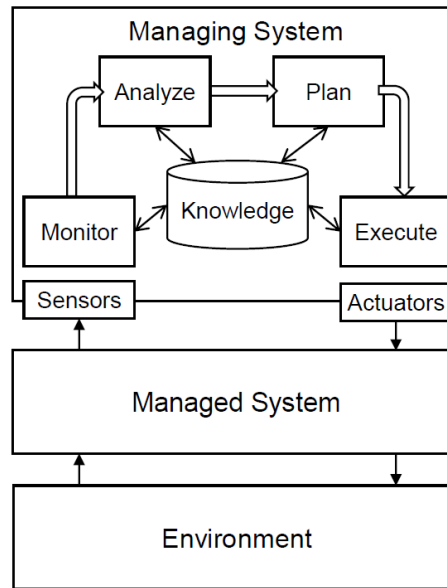 Managing System
Analyze
Plan
Knowledge
Monitor
Execute
Sensors
Actuators
Managed System
Environment